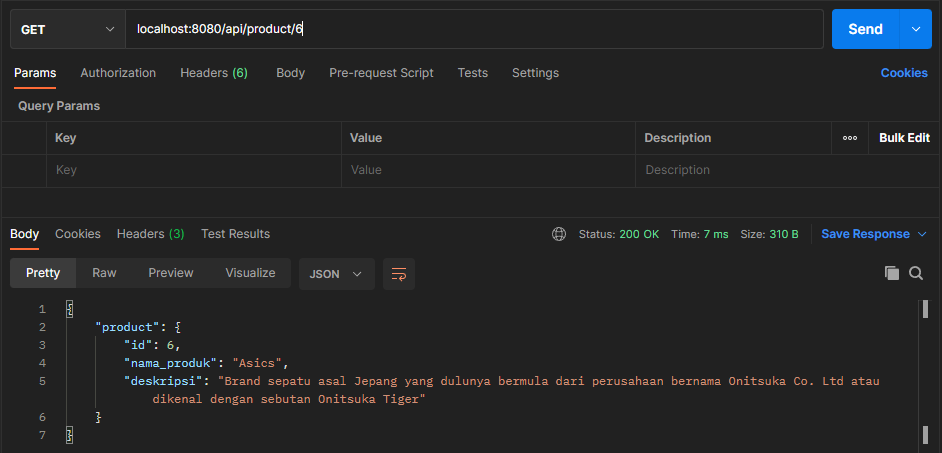 GET localhost:8080/api/product/6 Send
Params Authorization Headers (6) Body Pre-request Script Tests Settings Cookies
Query Params
Key Value Description ooo Bulk Edit
Key Value Description
Body Cookies Headers (3) Test Results Status: 200 OK Time: 7 ms Size: 310 B Save Response
Pretty Raw Preview Visualize JSON
1 {
2 "product": {
3 "id": 6,
4 "nama_produk": "Asics",
5 "deskripsi": "Brand sepatu asal Jepang yang dulunya bermula dari perusahaan bernama Onitsuka Co. Ltd atau
dikenal dengan sebutan Onitsuka Tiger"
6 }
7 }